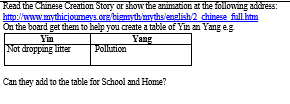 Read the Chinese Creation Story or show the animation at the following address:
http://www.mythicjourneys.org/bigmyth/myths/english/2_chinese_full.htm
On the board get them to help you create a table of Yin an Yang e.g.
Yin Yang
Not dropping litter Pollution
Can they add to the table for School and Home?